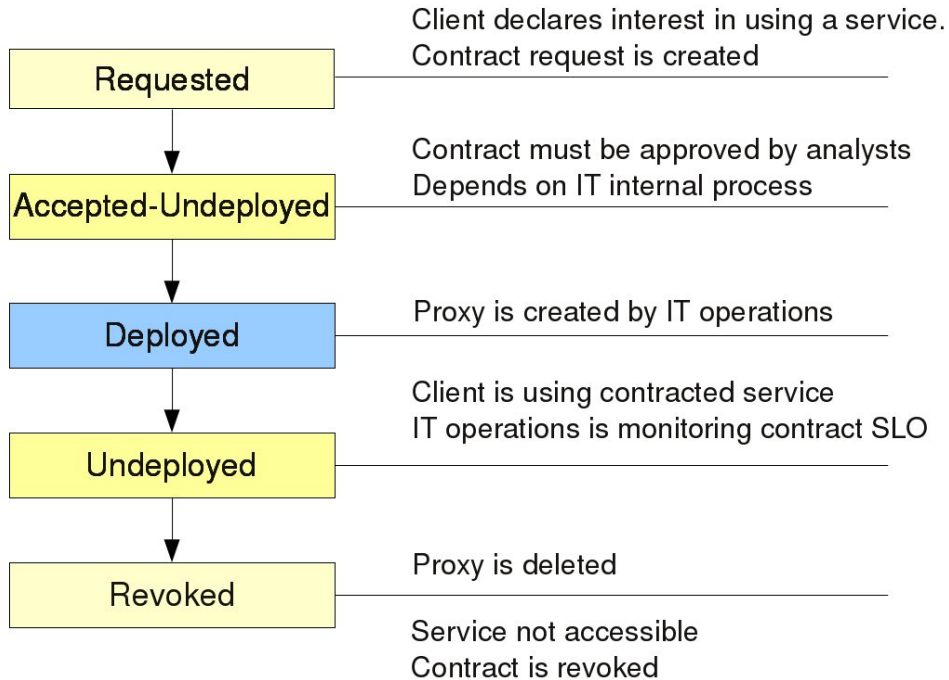 Client declares interest in using a service.
Requested
Contract request is created
Contract must be approved by analysts
Accepted-Undeployed
Depends on IT internal process
Proxy is created by IT operations
Deployed
Client is using contracted service
IT operations is monitoring contract SLO
Undeployed
Proxy is deleted
Revoked
Service not accessible
Contract is revoked